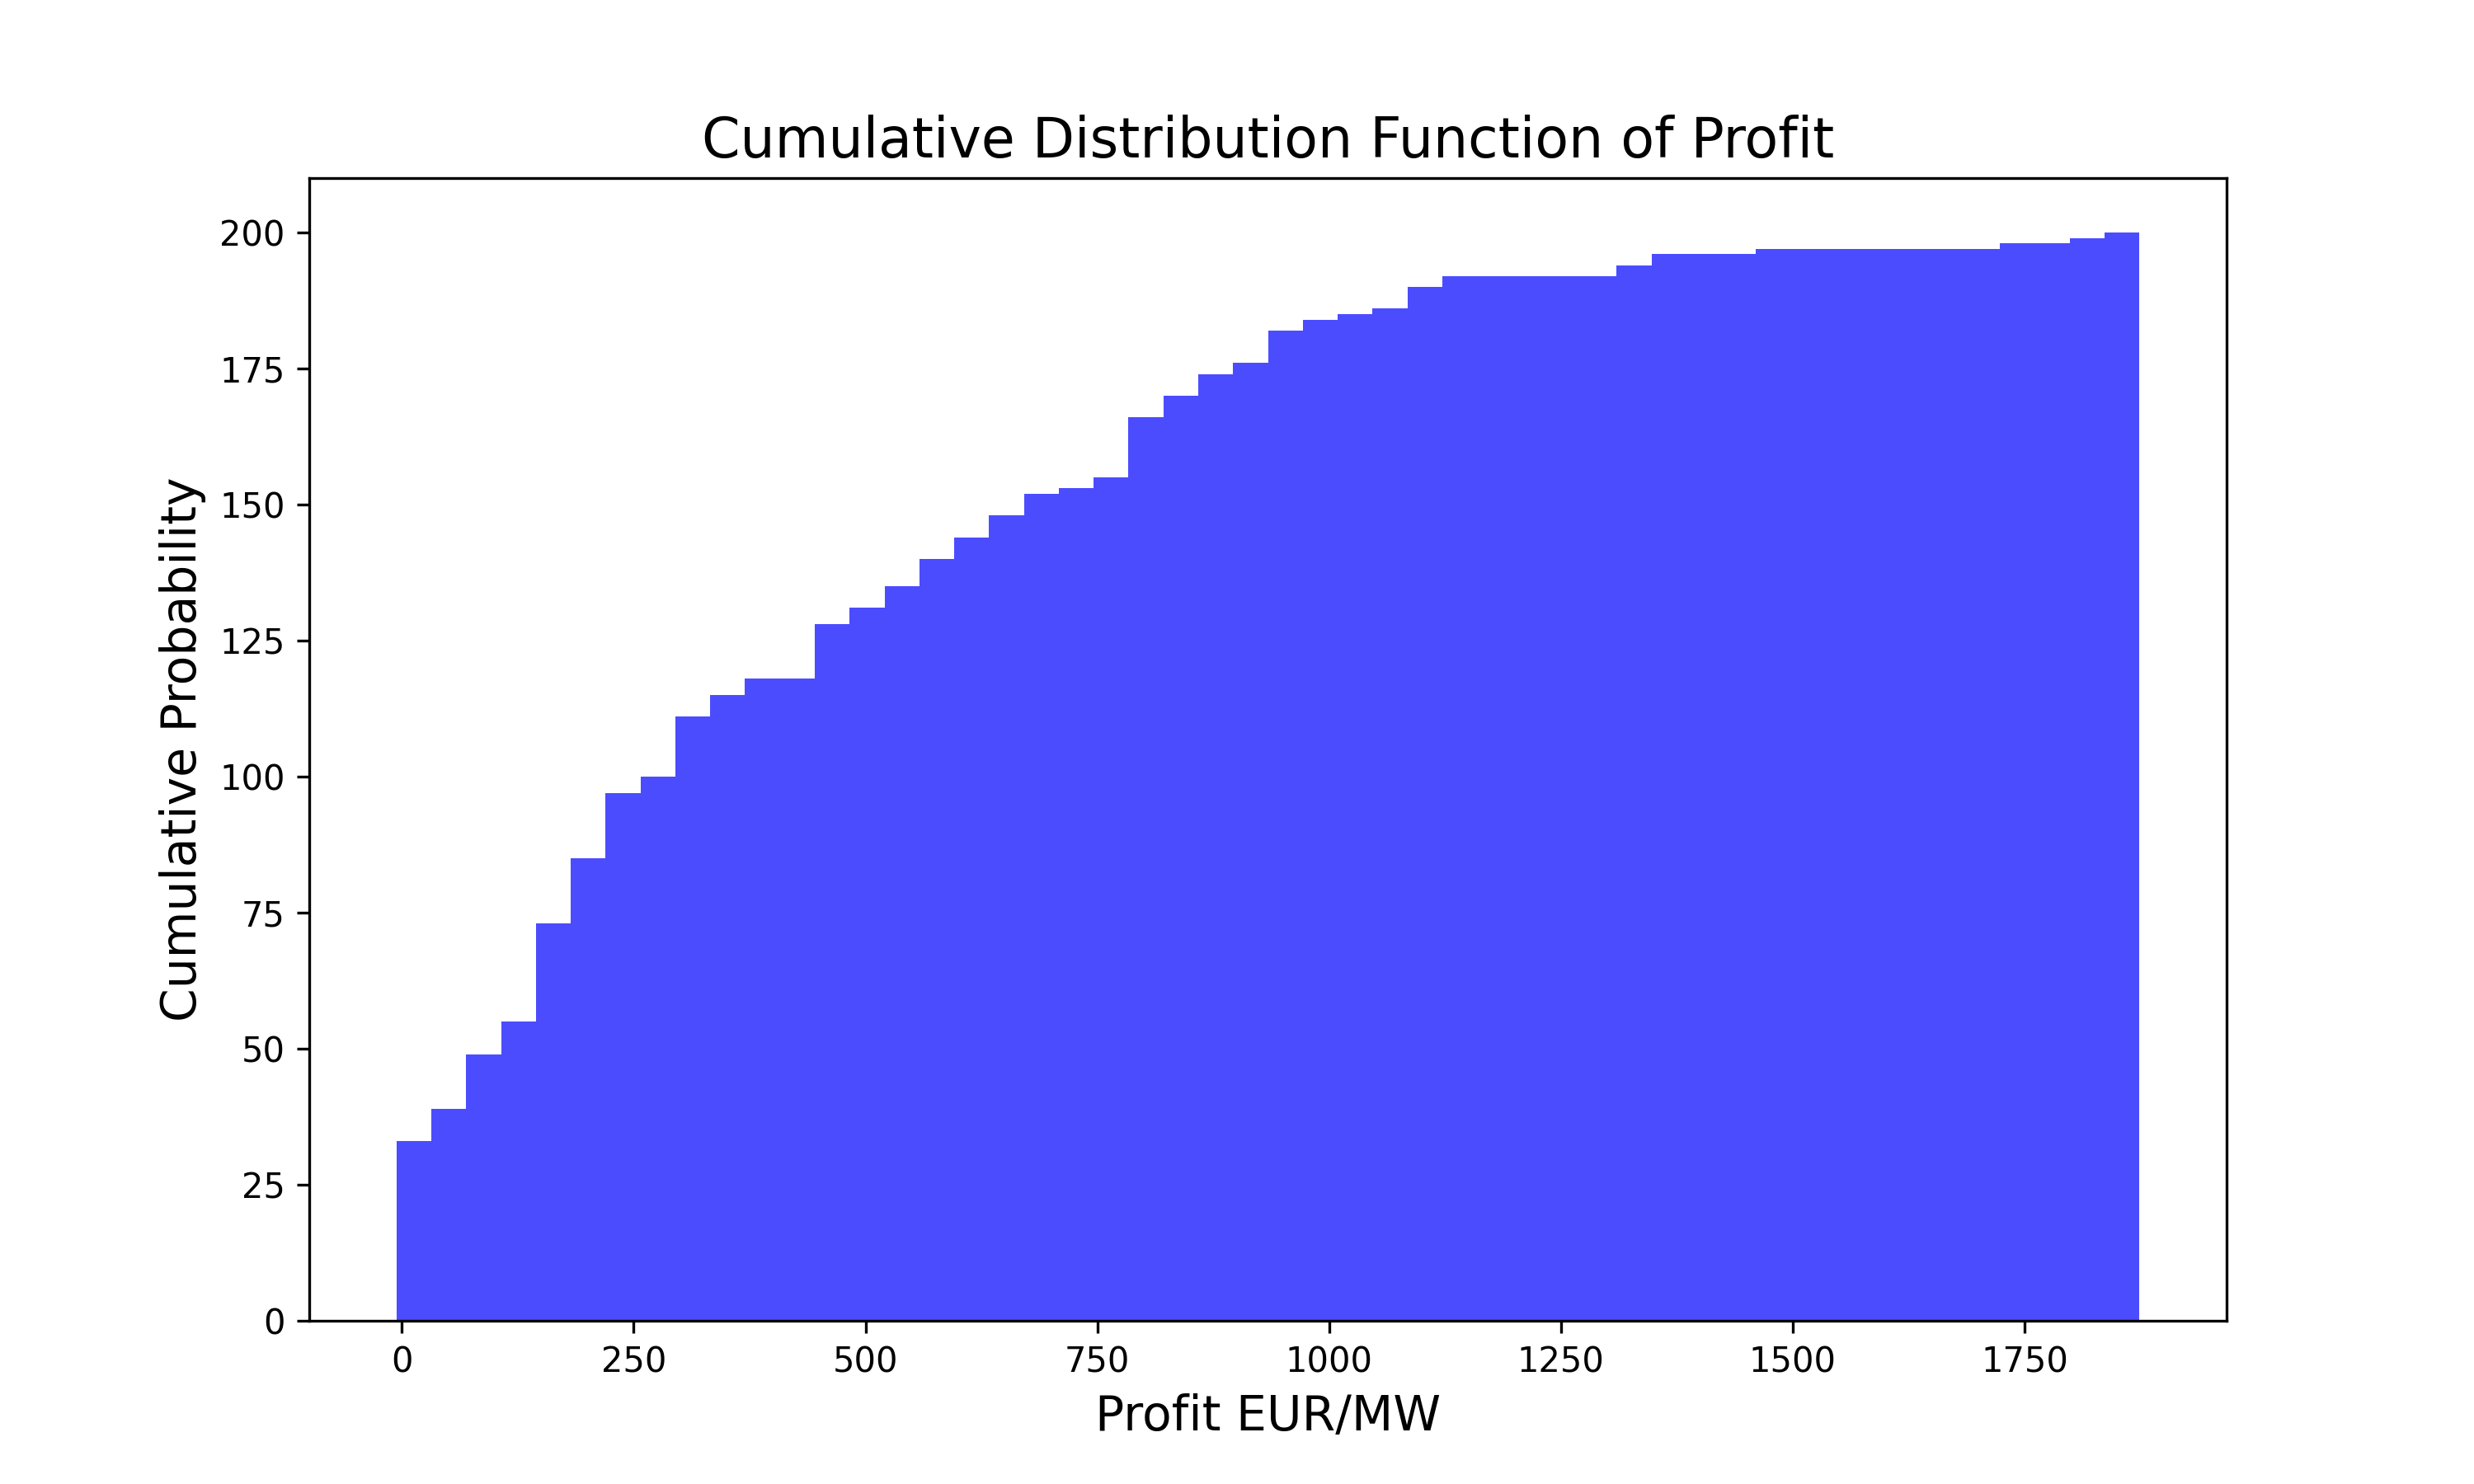 Cumulative Distribution Function of Profit
Cumulative Probability
200
175
150
125
100
75
50
25
0
0 250 500 750 1000 1250 1500 1750
Profit EUR/MW